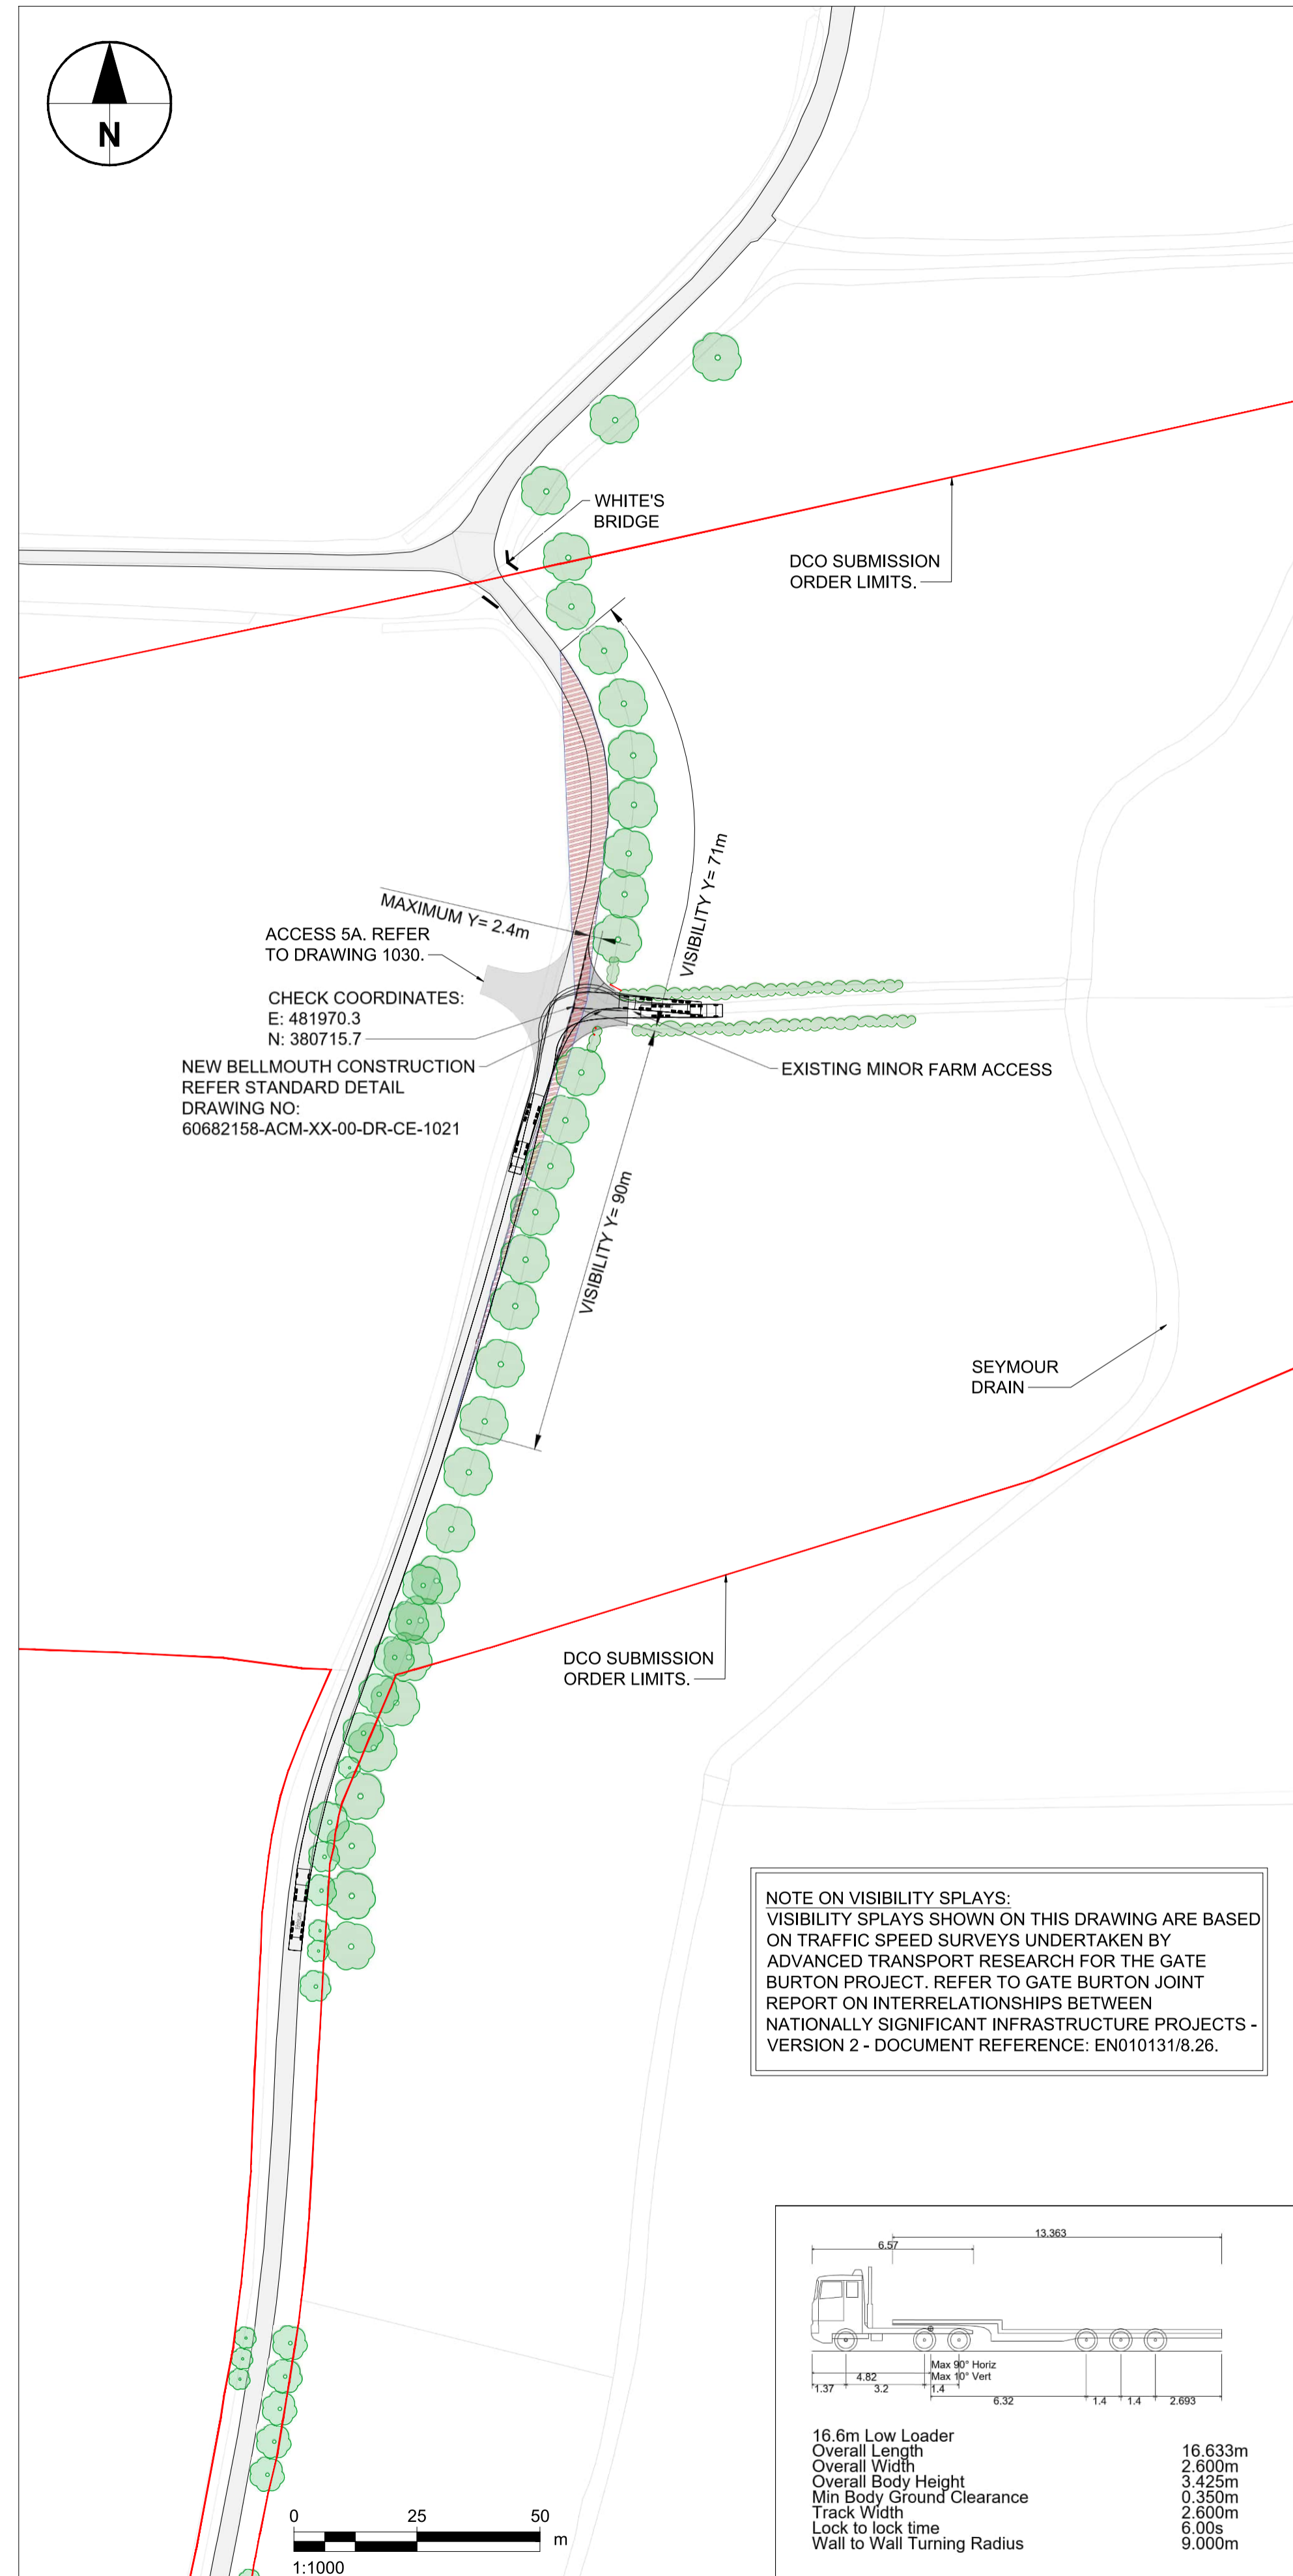 N
WHITE'S
BRIDGE
DCO SUBMISSION
ORDER LIMITS.
VISIBILITY Y= 71m
MAXIMUM Y= 2.4m
ACCESS 5A. REFER
TO DRAWING 1030.
CHECK COORDINATES:
E: 481970.3
N: 380715.7
NEW BELLMOUTH CONSTRUCTION
REFER STANDARD DETAIL
DRAWING NO:
60682158-ACM-XX-00-DR-CE-1021
EXISTING MINOR FARM ACCESS
VISIBILITY Y= 90m
SEYMOUR
DRAIN
DCO SUBMISSION
ORDER LIMITS.
NOTE ON VISIBILITY SPLAYS:
VISIBILITY SPLAYS SHOWN ON THIS DRAWING ARE BASED
ON TRAFFIC SPEED SURVEYS UNDERTAKEN BY
ADVANCED TRANSPORT RESEARCH FOR THE GATE
BURTON PROJECT. REFER TO GATE BURTON JOINT
REPORT ON INTERRELATIONSHIPS BETWEEN
NATIONALLY SIGNIFICANT INFRASTRUCTURE PROJECTS -
VERSION 2 - DOCUMENT REFERENCE: EN010131/8.26.
13.363
6.57
Max 90° Horiz
4.82 Max 10° Vert
1.37 3.2 1.4
6.32 1.4 1.4 2.693
16.6m Low Loader
Overall Length 16.633m
Overall Width 2.600m
Overall Body Height 3.425m
Min Body Ground Clearance 0.350m
Track Width 2.600m
Lock to lock time 6.00s
Wall to Wall Turning Radius 9.000m
0 25 50
m
1:1000